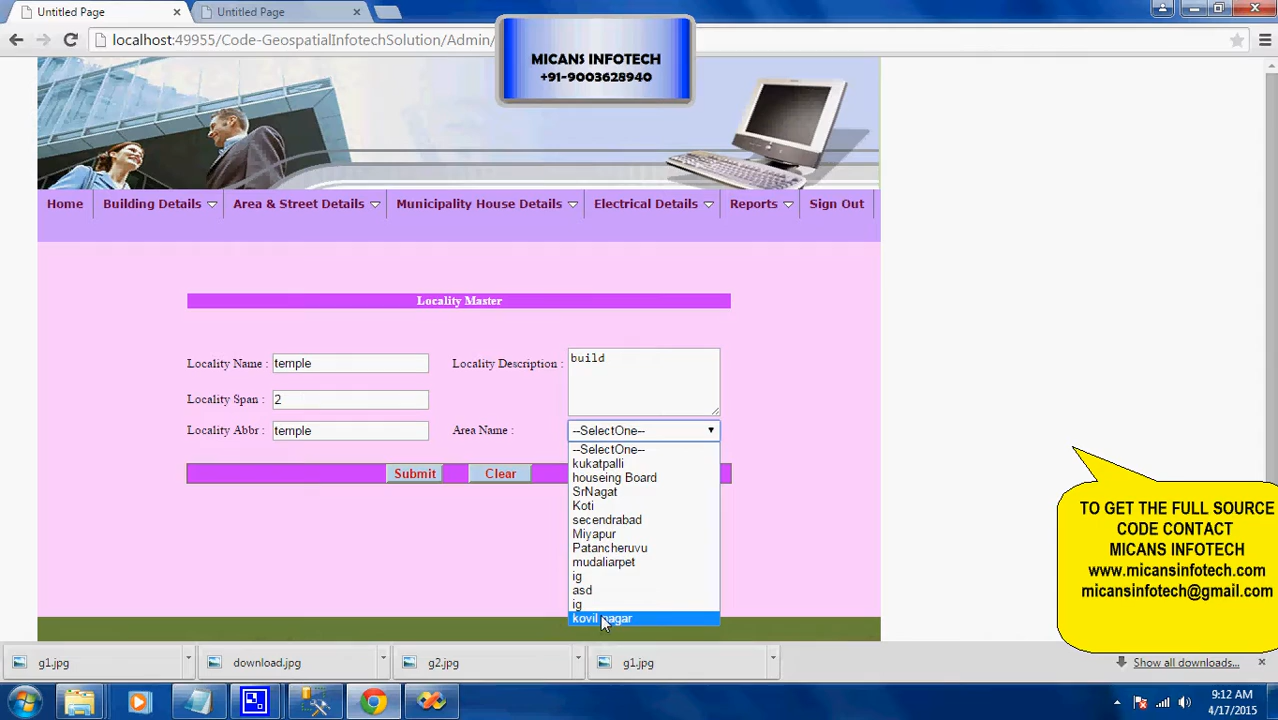 Untitled Page
Untitled Page
localhost:49955/Code-GeospatialInfotechSolution/Admin/
MICANS INFOTECH
+91-9003628940
Home
Building Details
Area & Street Details
Municipality House Details
Electrical Details
Reports
Sign Out
Locality Master
Locality Name : temple
Locality Description : build
Locality Span : 2
Locality Abbr : temple
Area Name : --SelectOne--
--SelectOne--
kukatpalli
houseing Board
SrNagat
Koti
secendrabad
Miyapur
Patancheruvu
mudaliarpet
ig
asd
ig
kovil nagar
Submit
Clear
TO GET THE FULL SOURCE
CODE CONTACT
MICANS INFOTECH
www.micansinfotech.com
micansinfotech@gmail.com
g1.jpg
download.jpg
g2.jpg
g1.jpg
Show all downloads...
9:12 AM
4/17/2015